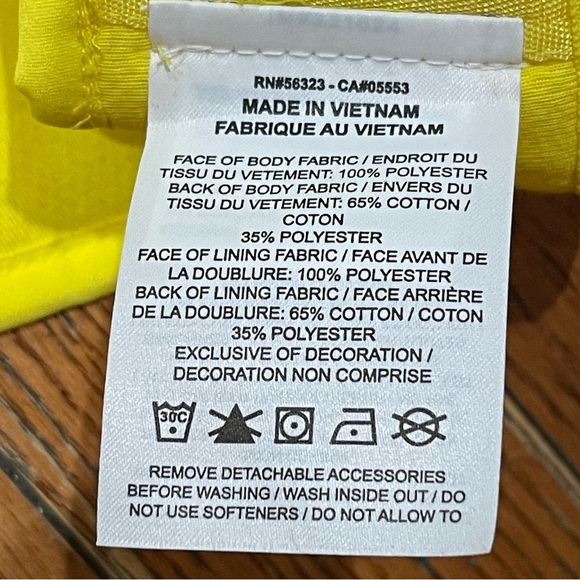 RN#56323 - CA#05553
MADE IN VIETNAM
FABRIQUE AU VIETNAM
FACE OF BODY FABRIC / ENDROIT DU
TISSU DU VETEMENT: 100% POLYESTER
BACK OF BODY FABRIC / ENVERS DU
TISSU DU VETEMENT: 65% COTTON /
COTON
35% POLYESTER
FACE OF LINING FABRIC / FACE AVANT DE
LA DOUBLURE: 100% POLYESTER
BACK OF LINING FABRIC / FACE ARRIÈRE
DE LA DOUBLURE: 65% COTTON / COTON
35% POLYESTER
EXCLUSIVE OF DECORATION /
DECORATION NON COMPRISE
30C
REMOVE DETACHABLE ACCESSORIES
BEFORE WASHING / WASH INSIDE OUT / DO
NOT USE SOFTENERS / DO NOT ALLOW TO